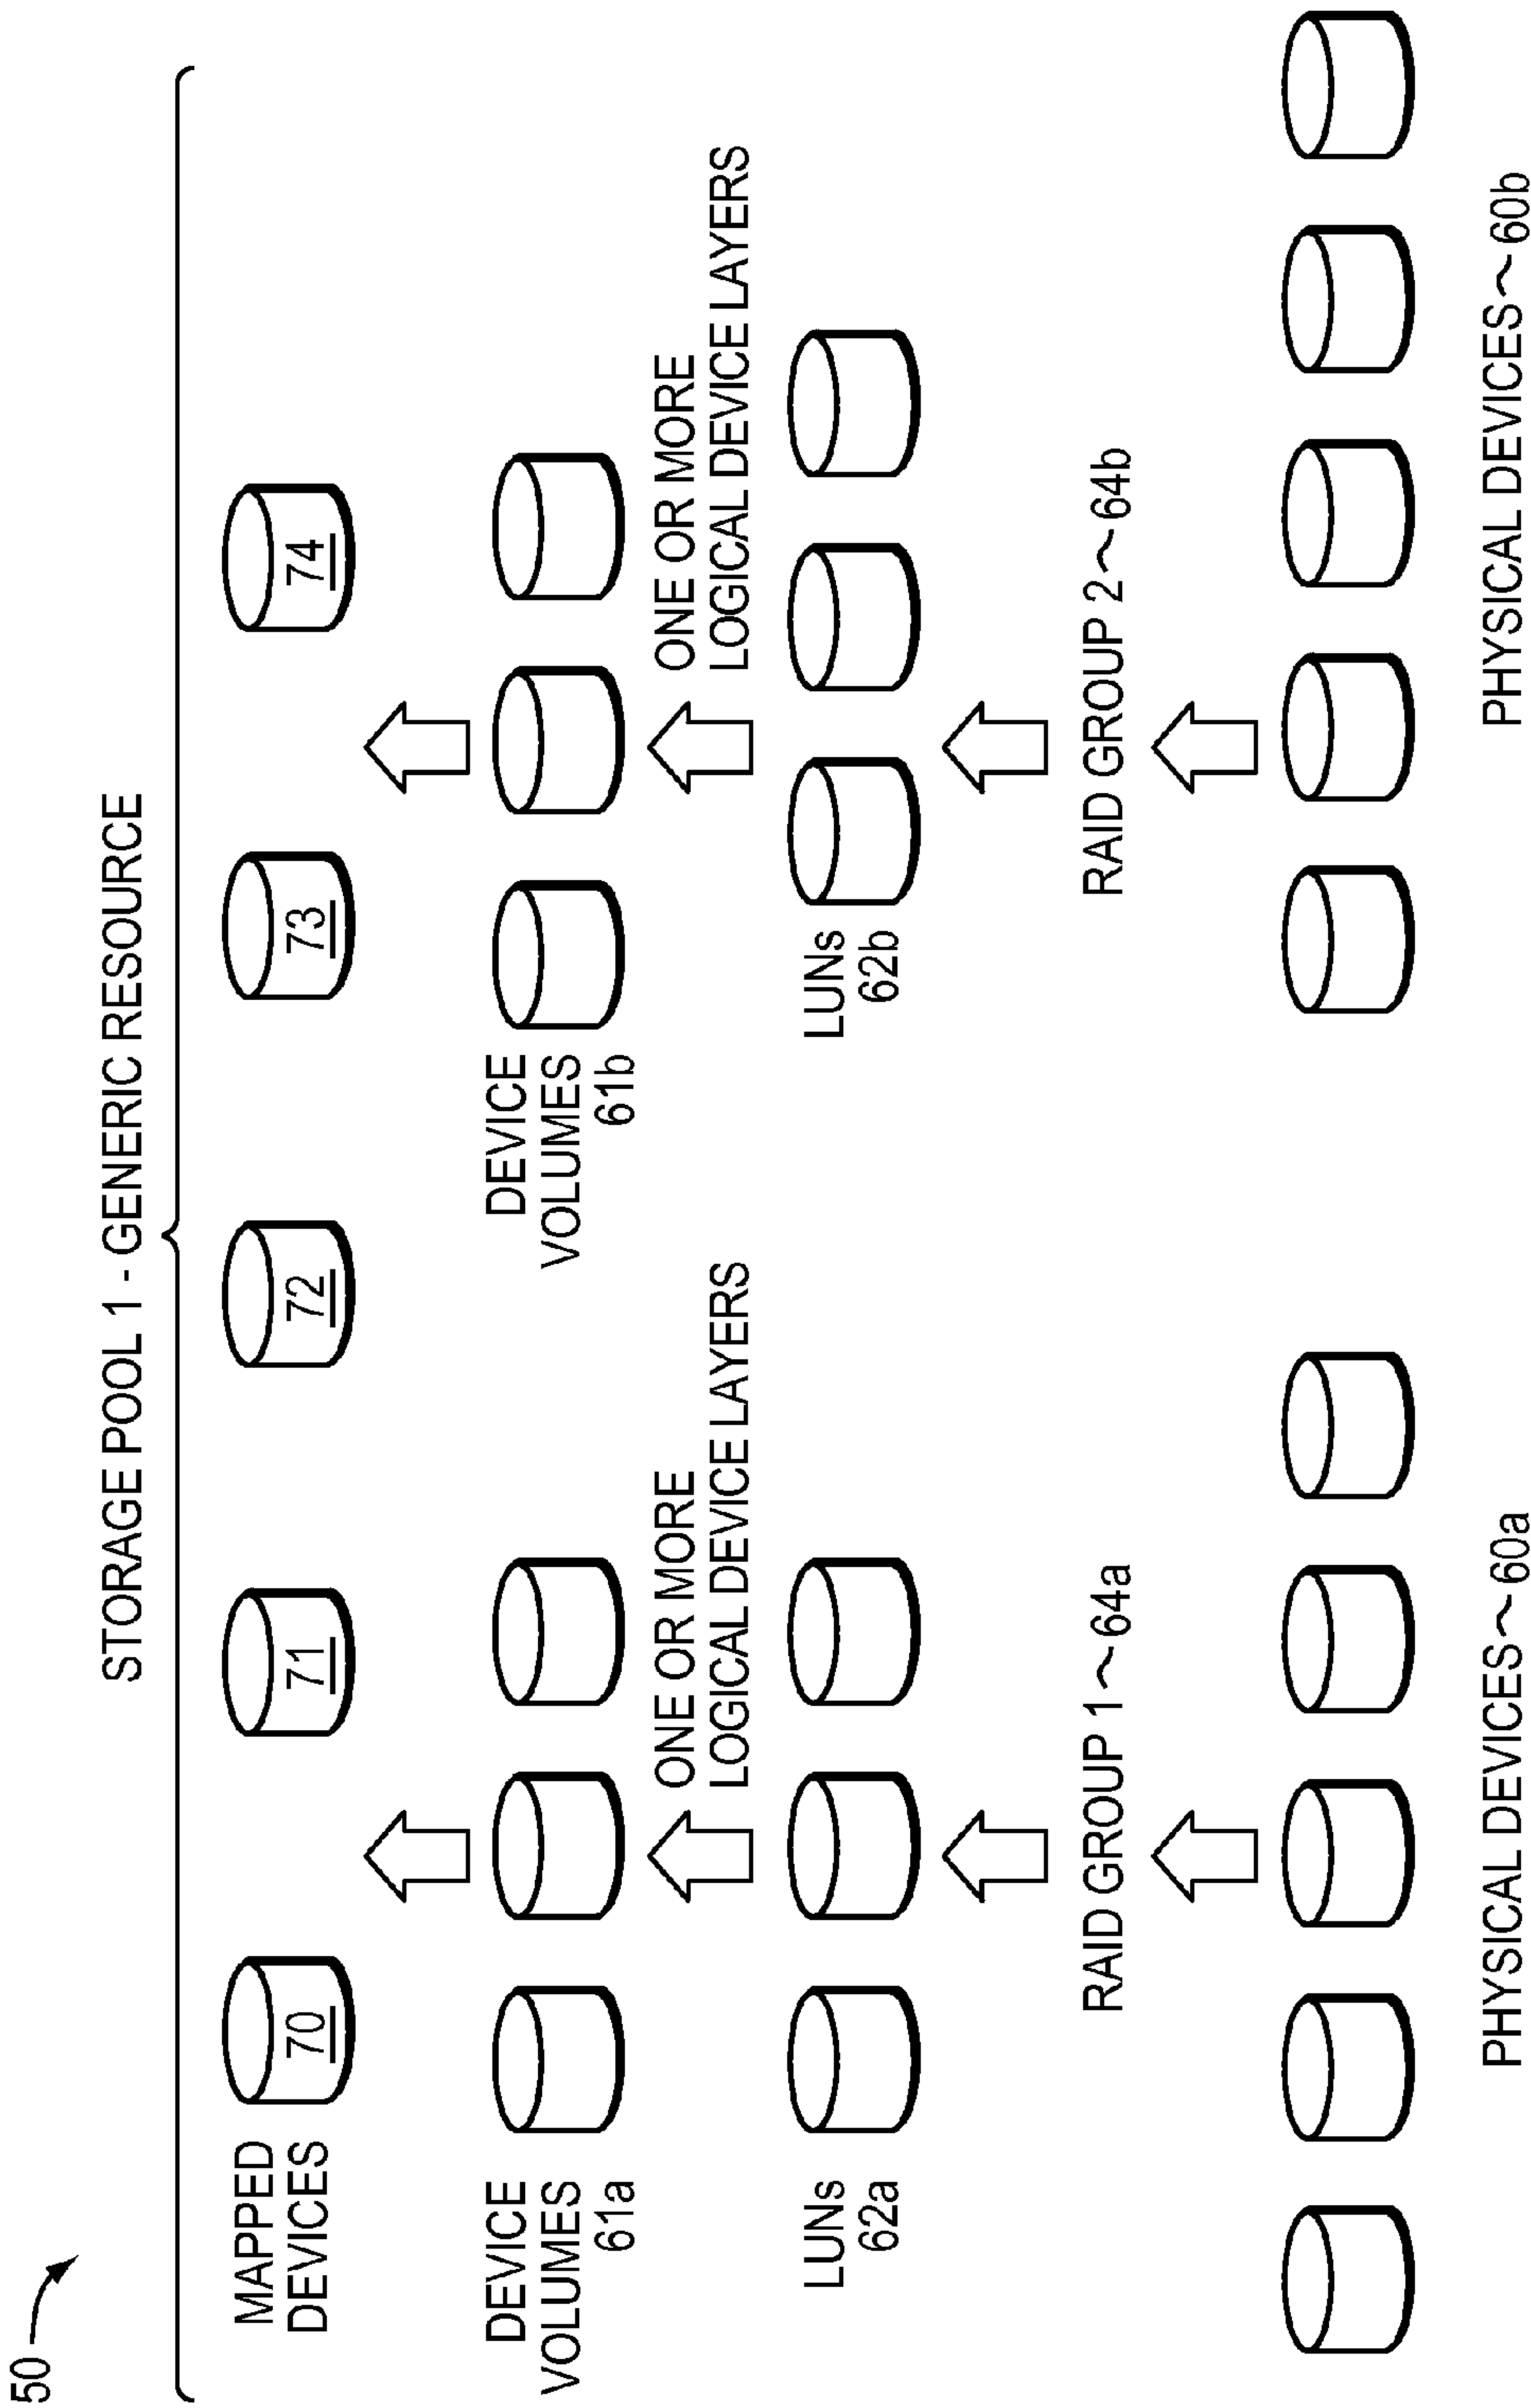 50
STORAGE POOL 1 - GENERIC RESOURCE
MAPPED
DEVICES
70
71
72
73
74
DEVICE
VOLUMES
61a
DEVICE
VOLUMES
61b
ONE OR MORE
LOGICAL DEVICE LAYERS
ONE OR MORE
LOGICAL DEVICE LAYERS
LUNs
62a
LUNs
62b
RAID GROUP 1~64a
RAID GROUP 2~64b
PHYSICAL DEVICES~60a
PHYSICAL DEVICES~60b